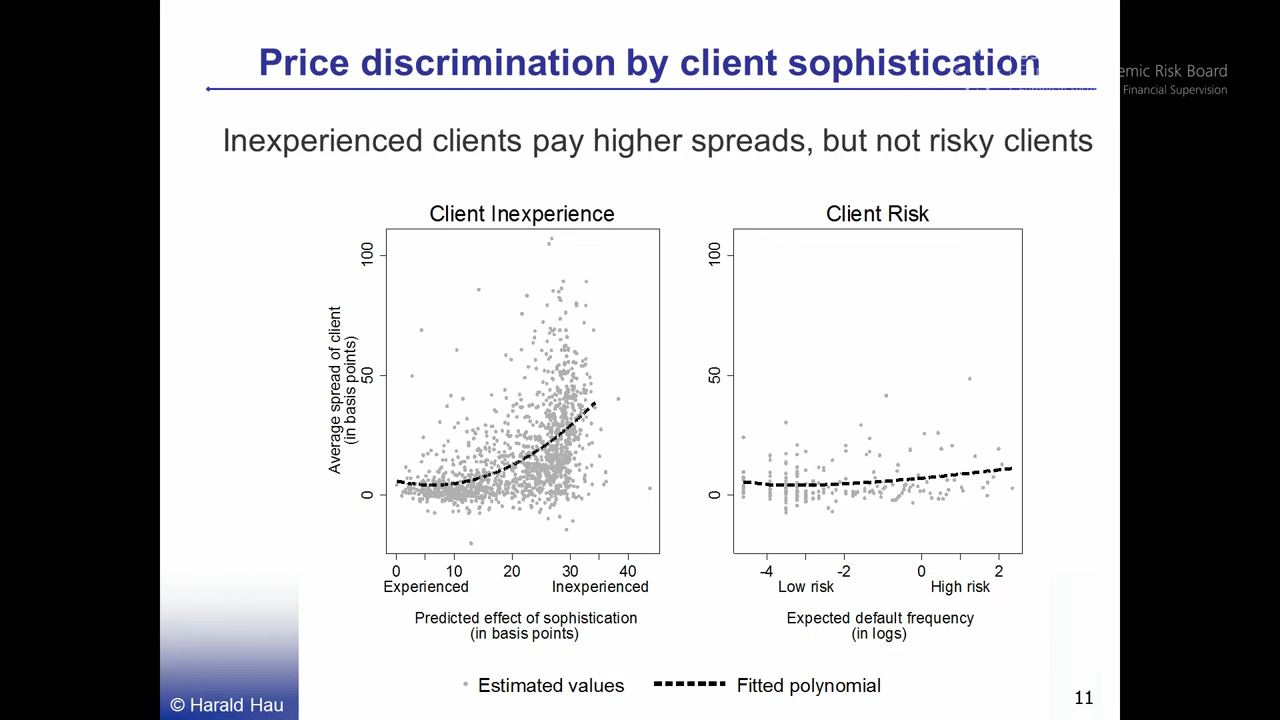 Price discrimination by client sophistication
emic Risk Board
Financial Supervision
Inexperienced clients pay higher spreads, but not risky clients
Client Inexperience
Client Risk
Average spread of client
(in basis points)
100
50
0
100
50
0
0 10 20 30 40
Experienced Inexperienced
Predicted effect of sophistication
(in basis points)
-4 -2 0 2
Low risk High risk
Expected default frequency
(in logs)
Estimated values Fitted polynomial
© Harald Hau
11